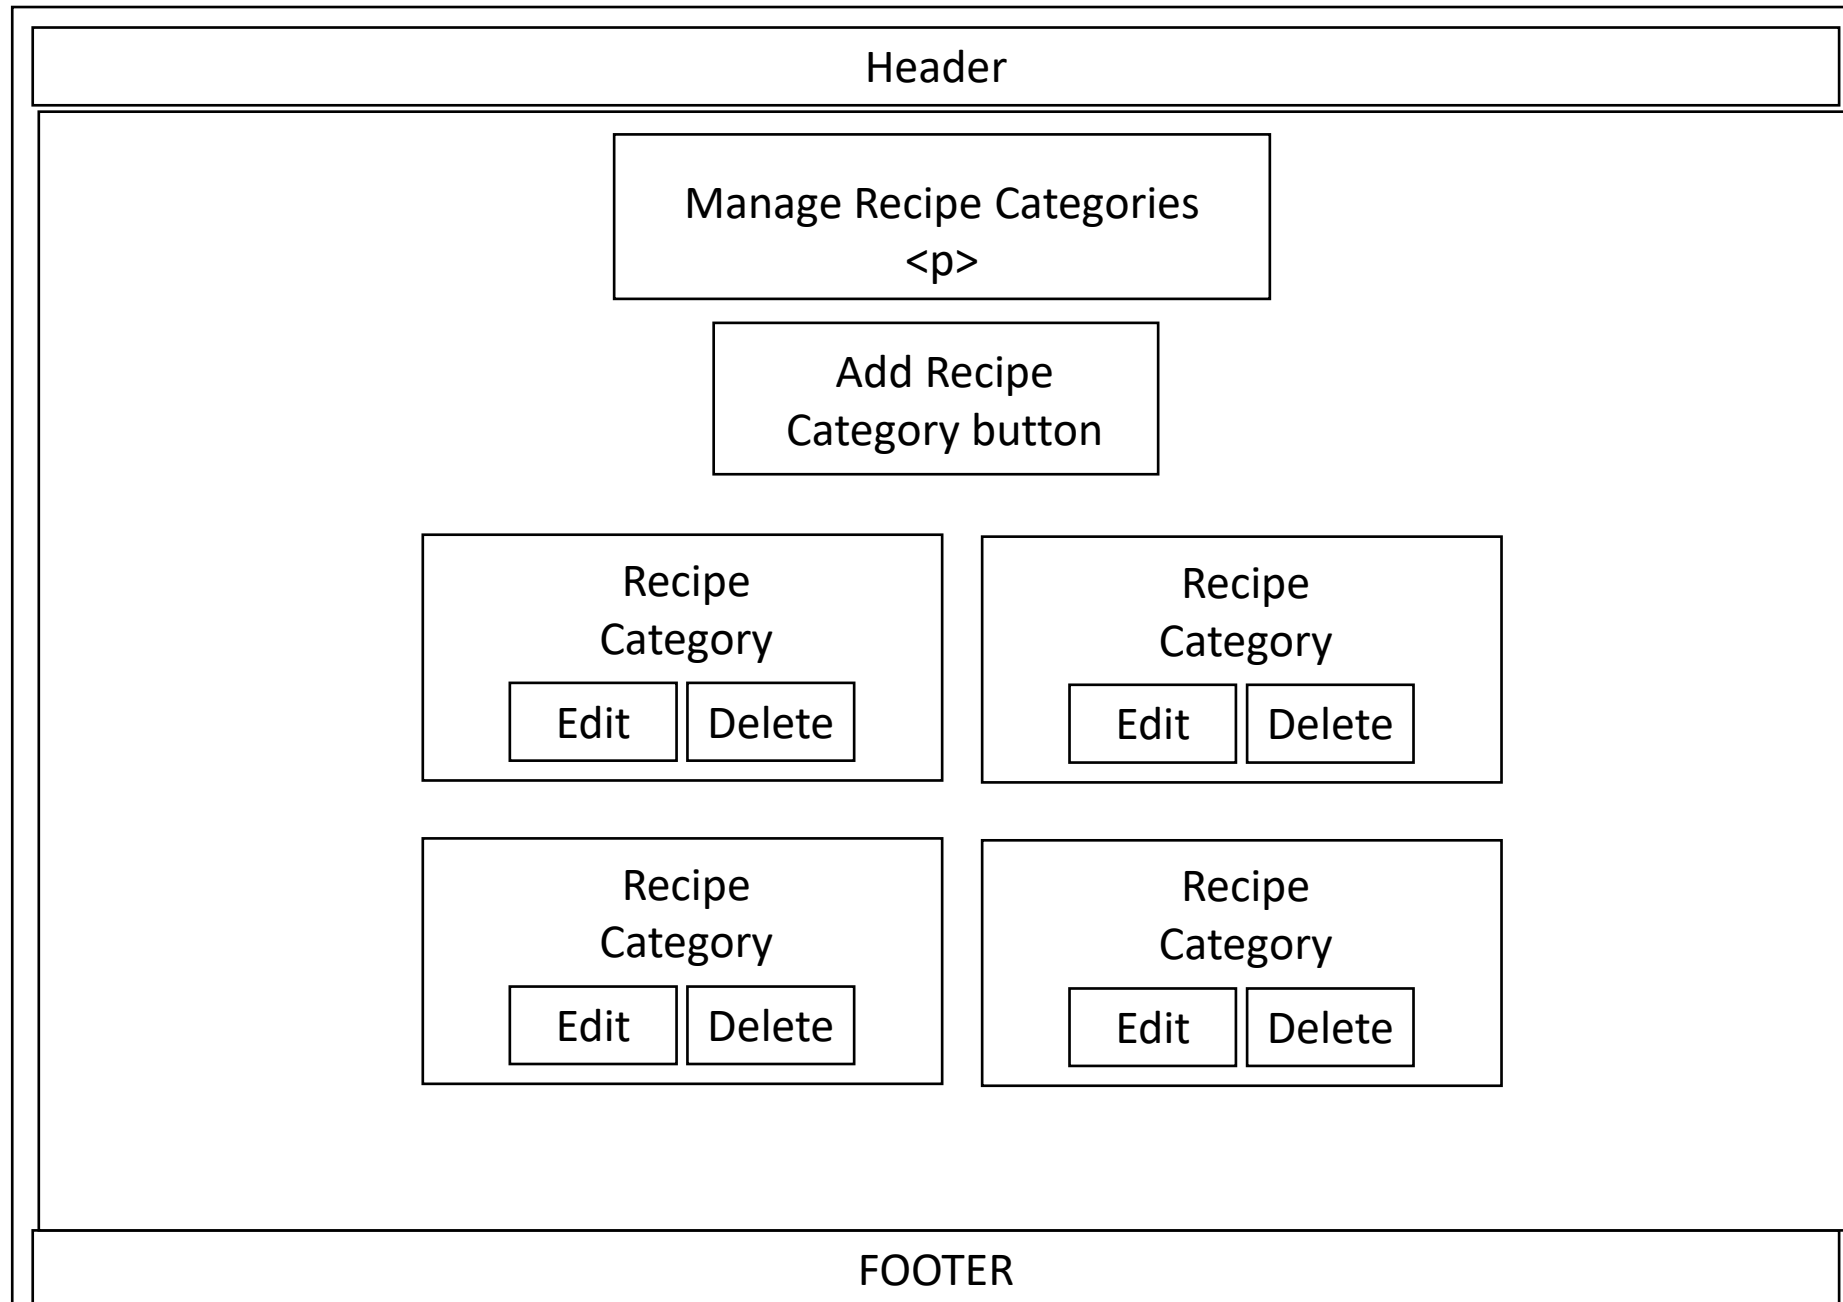 Header
Manage Recipe Categories
<p>
Add Recipe
Category button
Recipe
Category
Edit
Delete
Recipe
Category
Edit
Delete
Recipe
Category
Edit
Delete
Recipe
Category
Edit
Delete
FOOTER